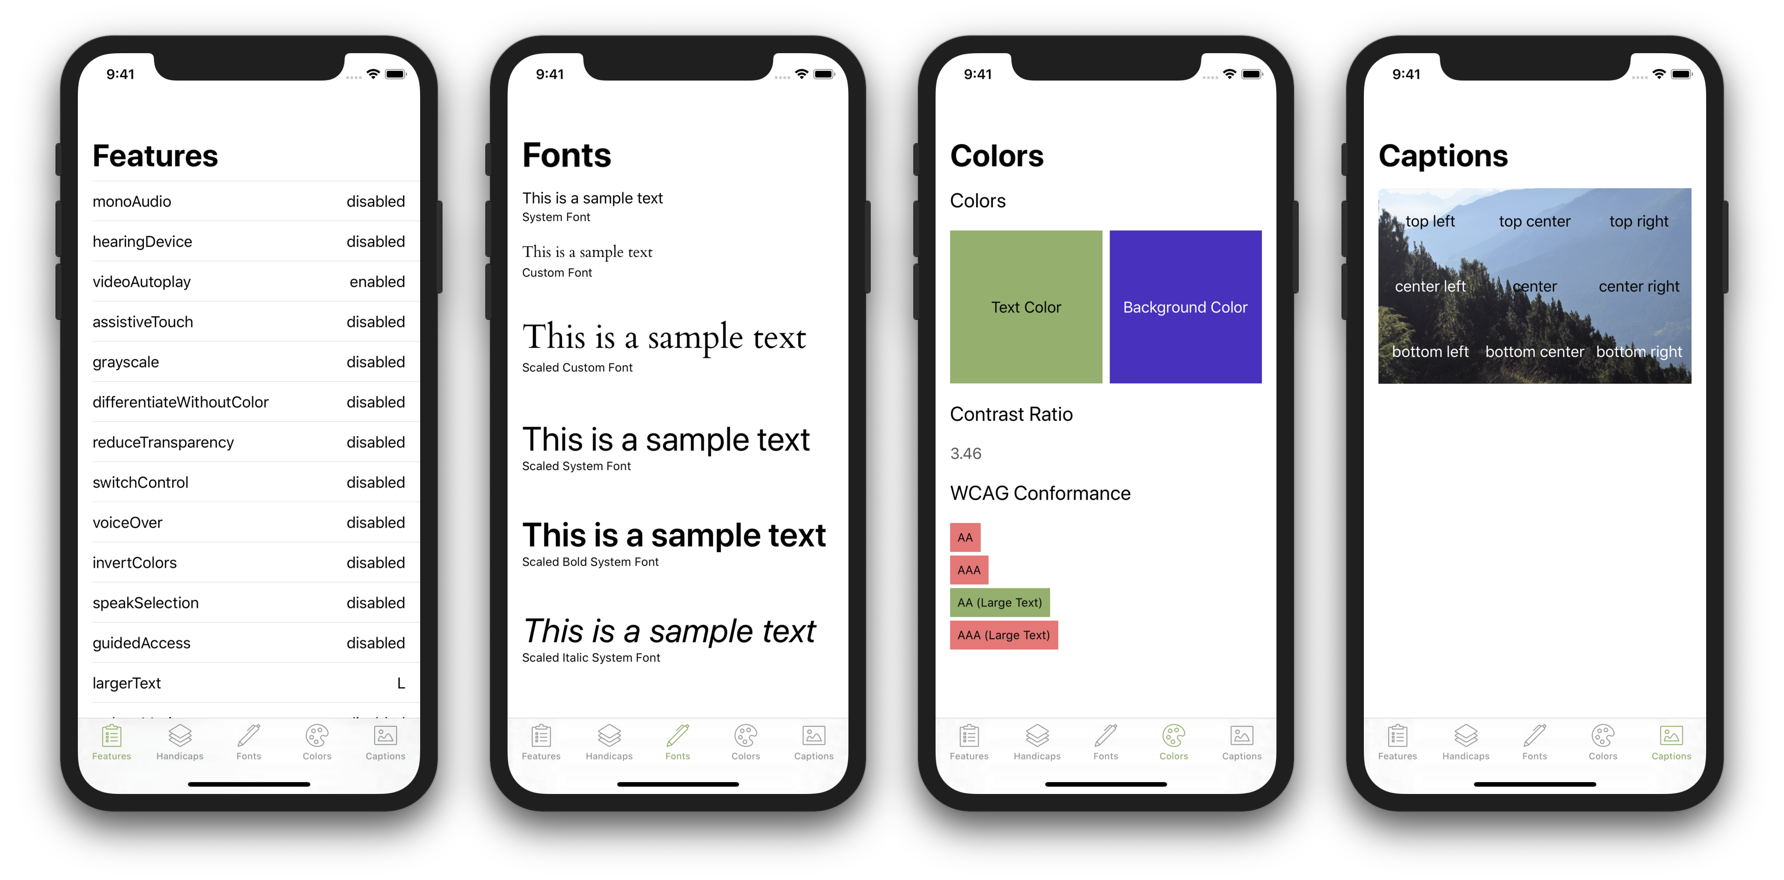 9:41
Features
monoAudio disabled
hearingDevice disabled
videoAutoplay enabled
assistiveTouch disabled
grayscale disabled
differentiateWithoutColor disabled
reduceTransparency disabled
switchControl disabled
voiceOver disabled
invertColors disabled
speakSelection disabled
guidedAccess disabled
largerText L
Features Handicaps Fonts Colors Captions
9:41
Fonts
This is a sample text
System Font
This is a sample text
Custom Font
This is a sample text
Scaled Custom Font
This is a sample text
Scaled System Font
This is a sample text
Scaled Bold System Font
This is a sample text
Scaled Italic System Font
Features Handicaps Fonts Colors Captions
9:41
Colors
Colors
Text Color Background Color
Contrast Ratio
3.46
WCAG Conformance
AA
AAA
AA (Large Text)
AAA (Large Text)
Features Handicaps Fonts Colors Captions
9:41
Captions
top left top center top right
center left center center right
bottom left bottom center bottom right
Features Handicaps Fonts Colors Captions